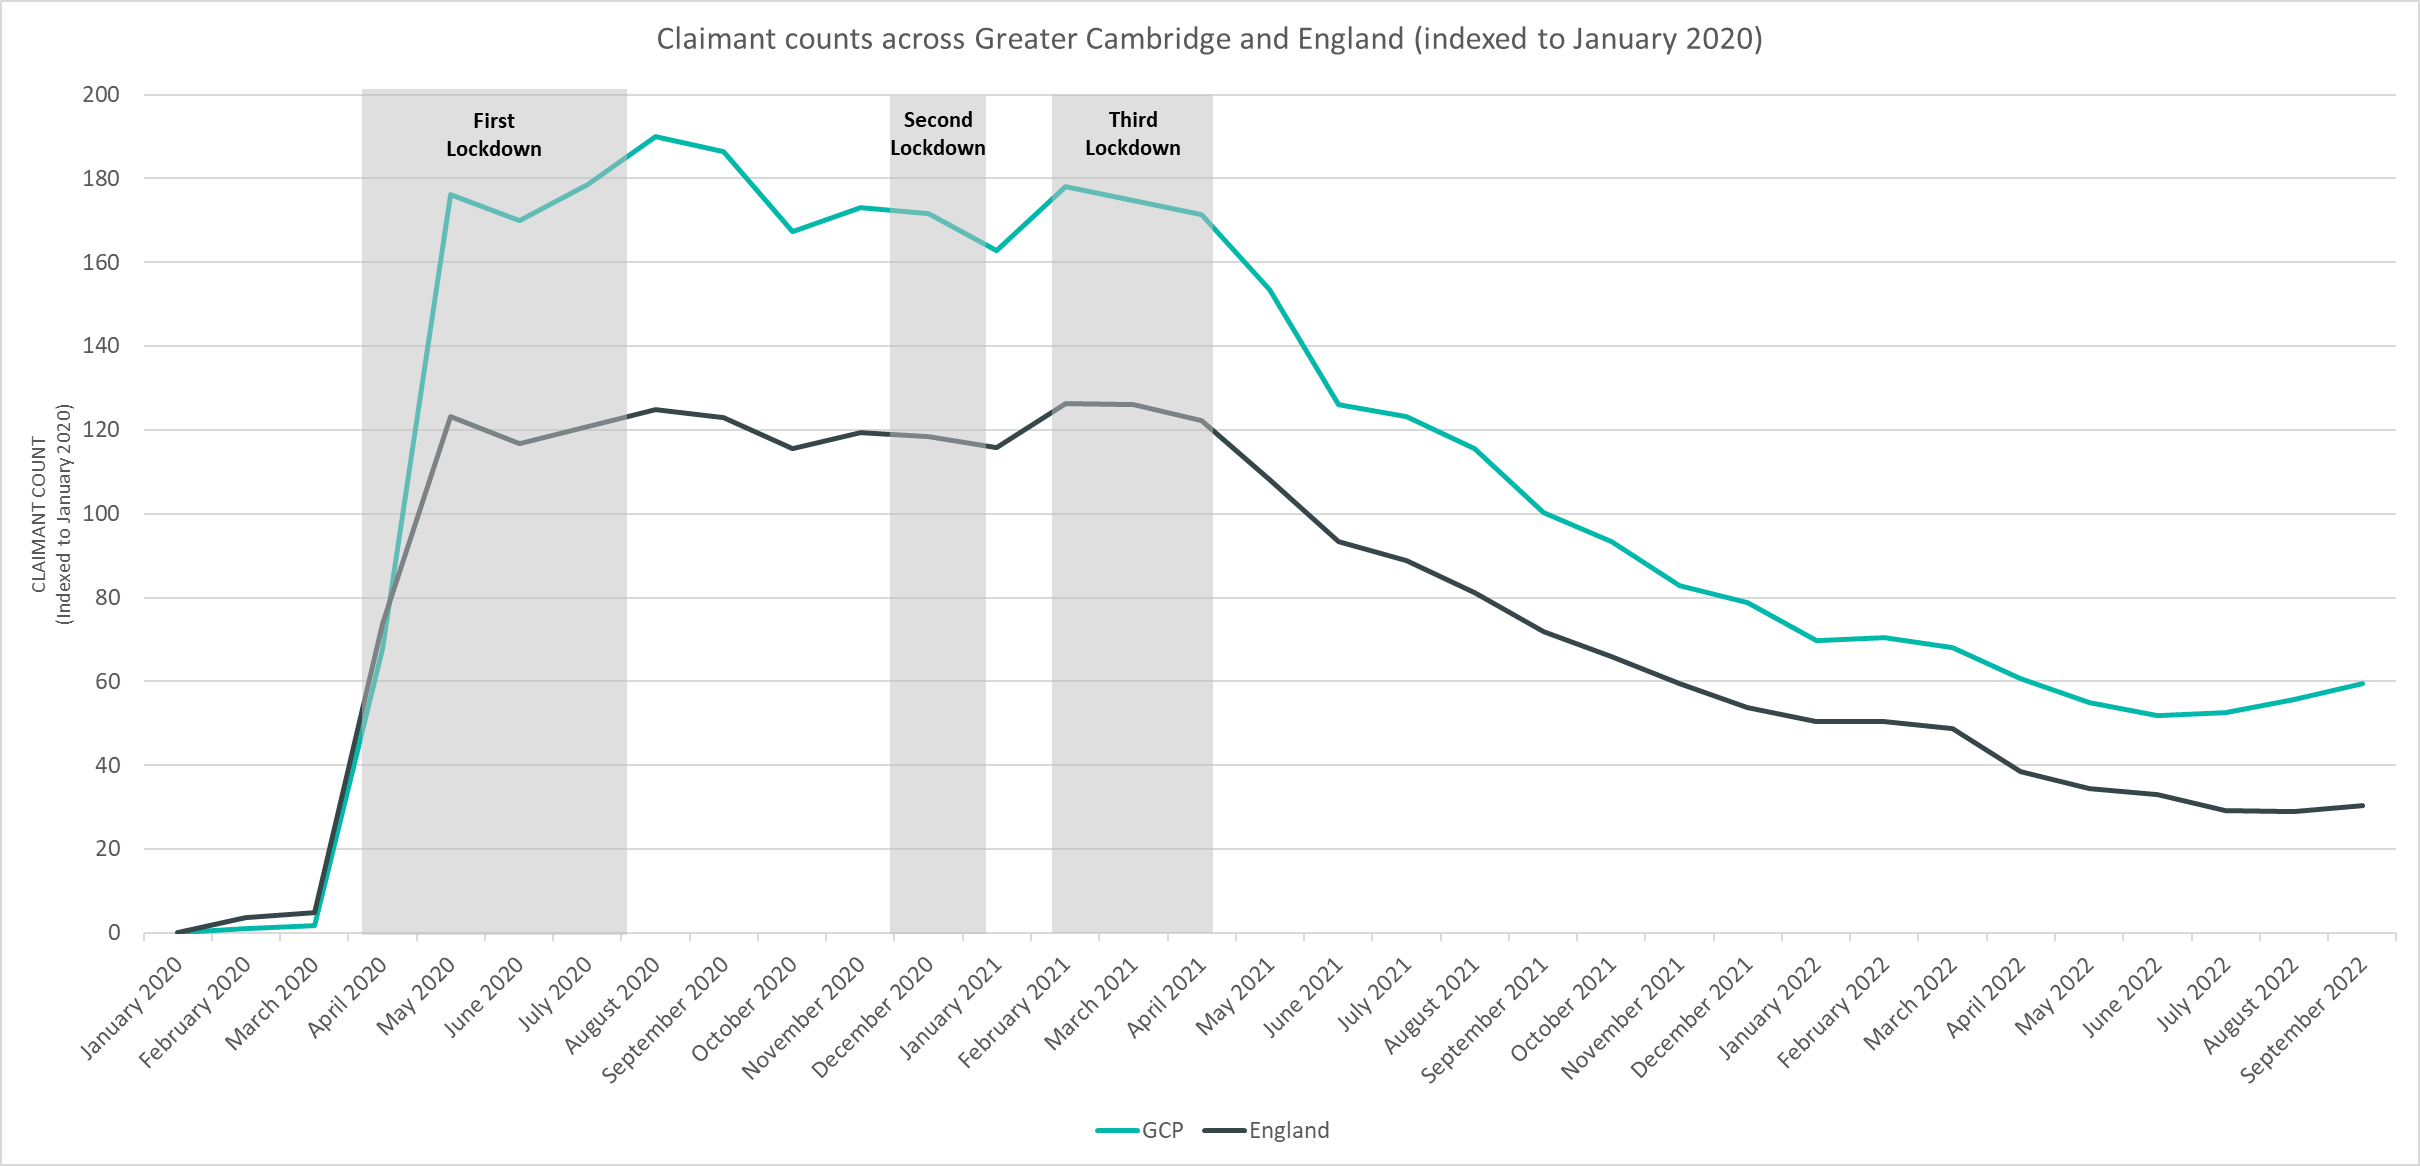 Claimant counts across Greater Cambridge and England (indexed to January 2020)
200
180
160
140
120
100
80
60
40
20
0
CLAIMANT COUNT
(Indexed to January 2020)
First
Lockdown
Second
Lockdown
Third
Lockdown
January 2020
February 2020
March 2020
April 2020
May 2020
June 2020
July 2020
August 2020
September 2020
October 2020
November 2020
December 2020
January 2021
February 2021
March 2021
April 2021
May 2021
June 2021
July 2021
August 2021
September 2021
October 2021
November 2021
December 2021
January 2022
February 2022
March 2022
April 2022
May 2022
June 2022
July 2022
August 2022
September 2022
GCP
England